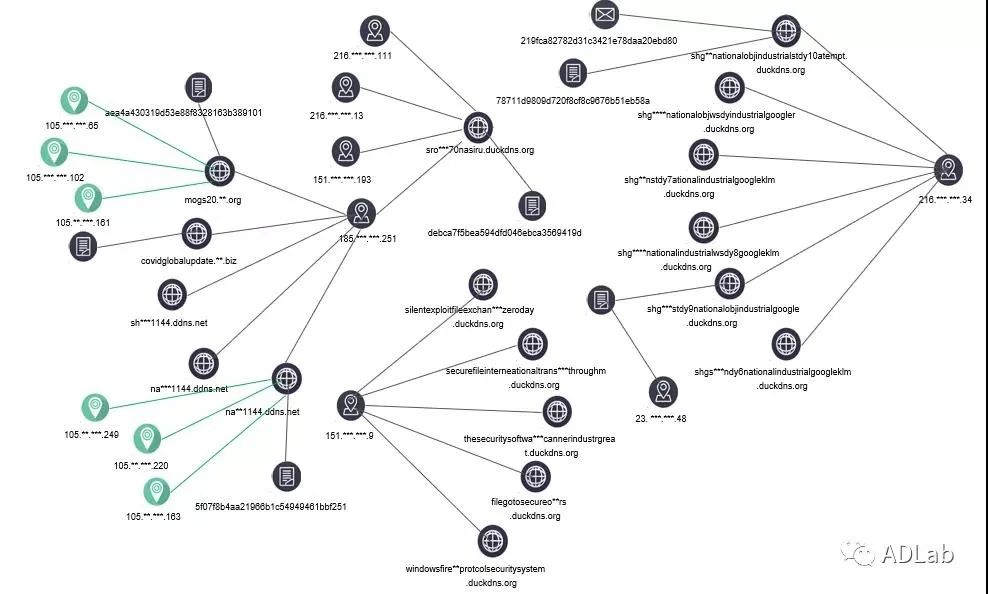 216.***.***.111
219fca82782d31c3421e78daa20ebd80
shg**nationalobjindustrialstdy10atempt.
duckdns.org
216.***.***.13
78711d9809d720f8cf8c9676b51eb58a
aea4a430319d53e88f8328163b389101
shg****nationalobjwsdyindustrialgoogler
.duckdns.org
105.***.***.65
sro***70nasiru.duckdns.org
105.***.***.102
151.***.***.193
shg**nstdy7ationalindustrialgoogleklm
.duckdns.org
mogs20.**.org
216.***.***.34
105.**.***.161
debca7f5bea594dfd046ebca3569419d
185.***.***.251
covidglobalupdate.**.biz
shg****nationalindustrialwsdy8googleklm
.duckdns.org
silentexploitfileexchan***zeroday
.duckdns.org
shg***stdy9nationalobjindustrialgoogle
.duckdns.org
sh***1144.ddns.net
securefileinterneationaltrans***throughm
.duckdns.org
shgs***ndy6nationalindustrialgoogleklm
.duckdns.org
na***1144.ddns.net
na**1144.ddns.net
23. ***.***.48
105.**.***.249
151.***.***.9
thesecuritysoftwa***cannerindustrgrea
t.duckdns.org
105.**.***.220
filegotosecureo**rs
.duckdns.org
105.**.***.163
5f07f8b4aa21966b1c54949461bbf251
windowsfire**protcolsecuritysystem
.duckdns.org
ADLab